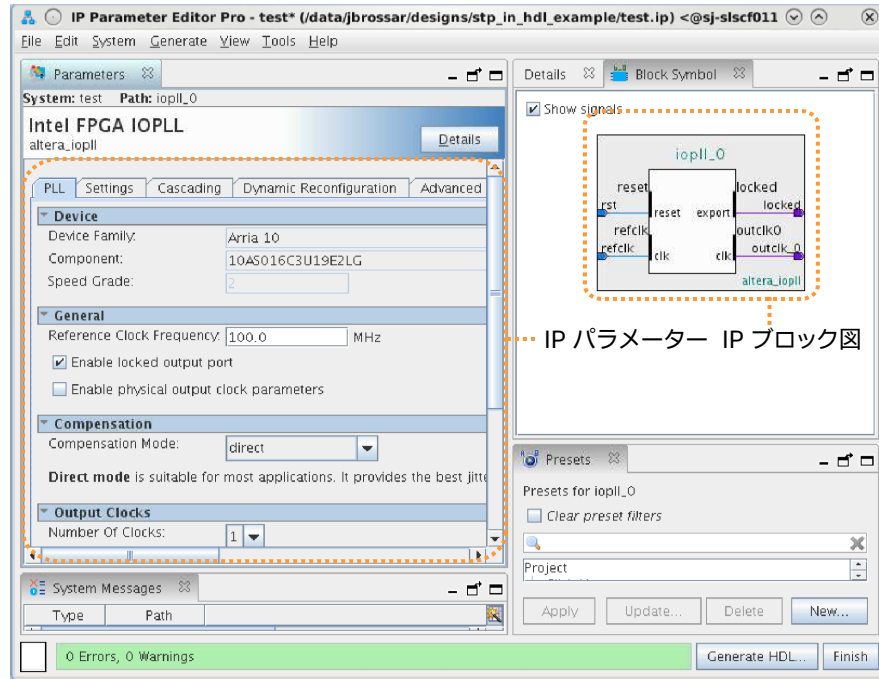 IP Parameter Editor Pro - test* (/data/jbrossar/designs/stp_in_hdl_example/test.ip) <@sj-slscf011
File Edit System Generate View Tools Help
Parameters
System: test Path: iopll_0
Intel FPGA IOPLL
altera_iopll
Details
PLL Settings Cascading Dynamic Reconfiguration Advanced
Device
Device Family: Arria 10
Component: 10AS016C3U19E2LG
Speed Grade: 2
General
Reference Clock Frequency: 100.0 MHz
Enable locked output port
Enable physical output clock parameters
Compensation
Compensation Mode: direct
Direct mode is suitable for most applications. It provides the best jitte
Output Clocks
Number Of Clocks: 1
System Messages
Type Path
0 Errors, 0 Warnings
Details Block Symbol
Show signals
iopll_0
reset locked
rst locked
reset export
refclk outclk0
refclk outclk_0
clk clk
altera_iopll
IP パラメーター IP ブロック図
Presets
Presets for iopll_0
Clear preset filters
Project
Apply Update... Delete New...
Generate HDL... Finish